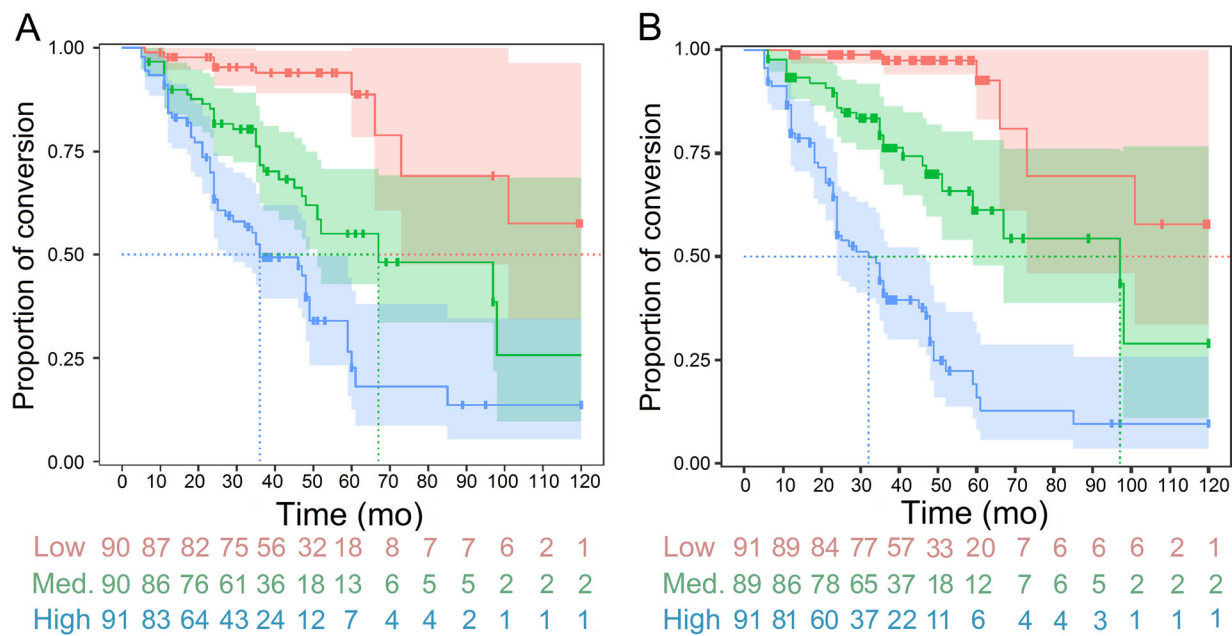 A
Proportion of conversion
1.00
0.75
0.50
0.25
0.00
0 10 20 30 40 50 60 70 80 90 100 110 120
Time (mo)
Low 90 87 82 75 56 32 18 8 7 7 6 2 1
Med. 90 86 76 61 36 18 13 6 5 5 2 2 2
High 91 83 64 43 24 12 7 4 4 2 1 1 1
B
Proportion of conversion
1.00
0.75
0.50
0.25
0.00
0 10 20 30 40 50 60 70 80 90 100 110 120
Time (mo)
Low 91 89 84 77 57 33 20 7 6 6 6 2 1
Med. 89 86 78 65 37 18 12 7 6 5 2 2 2
High 91 81 60 37 22 11 6 4 4 3 1 1 1